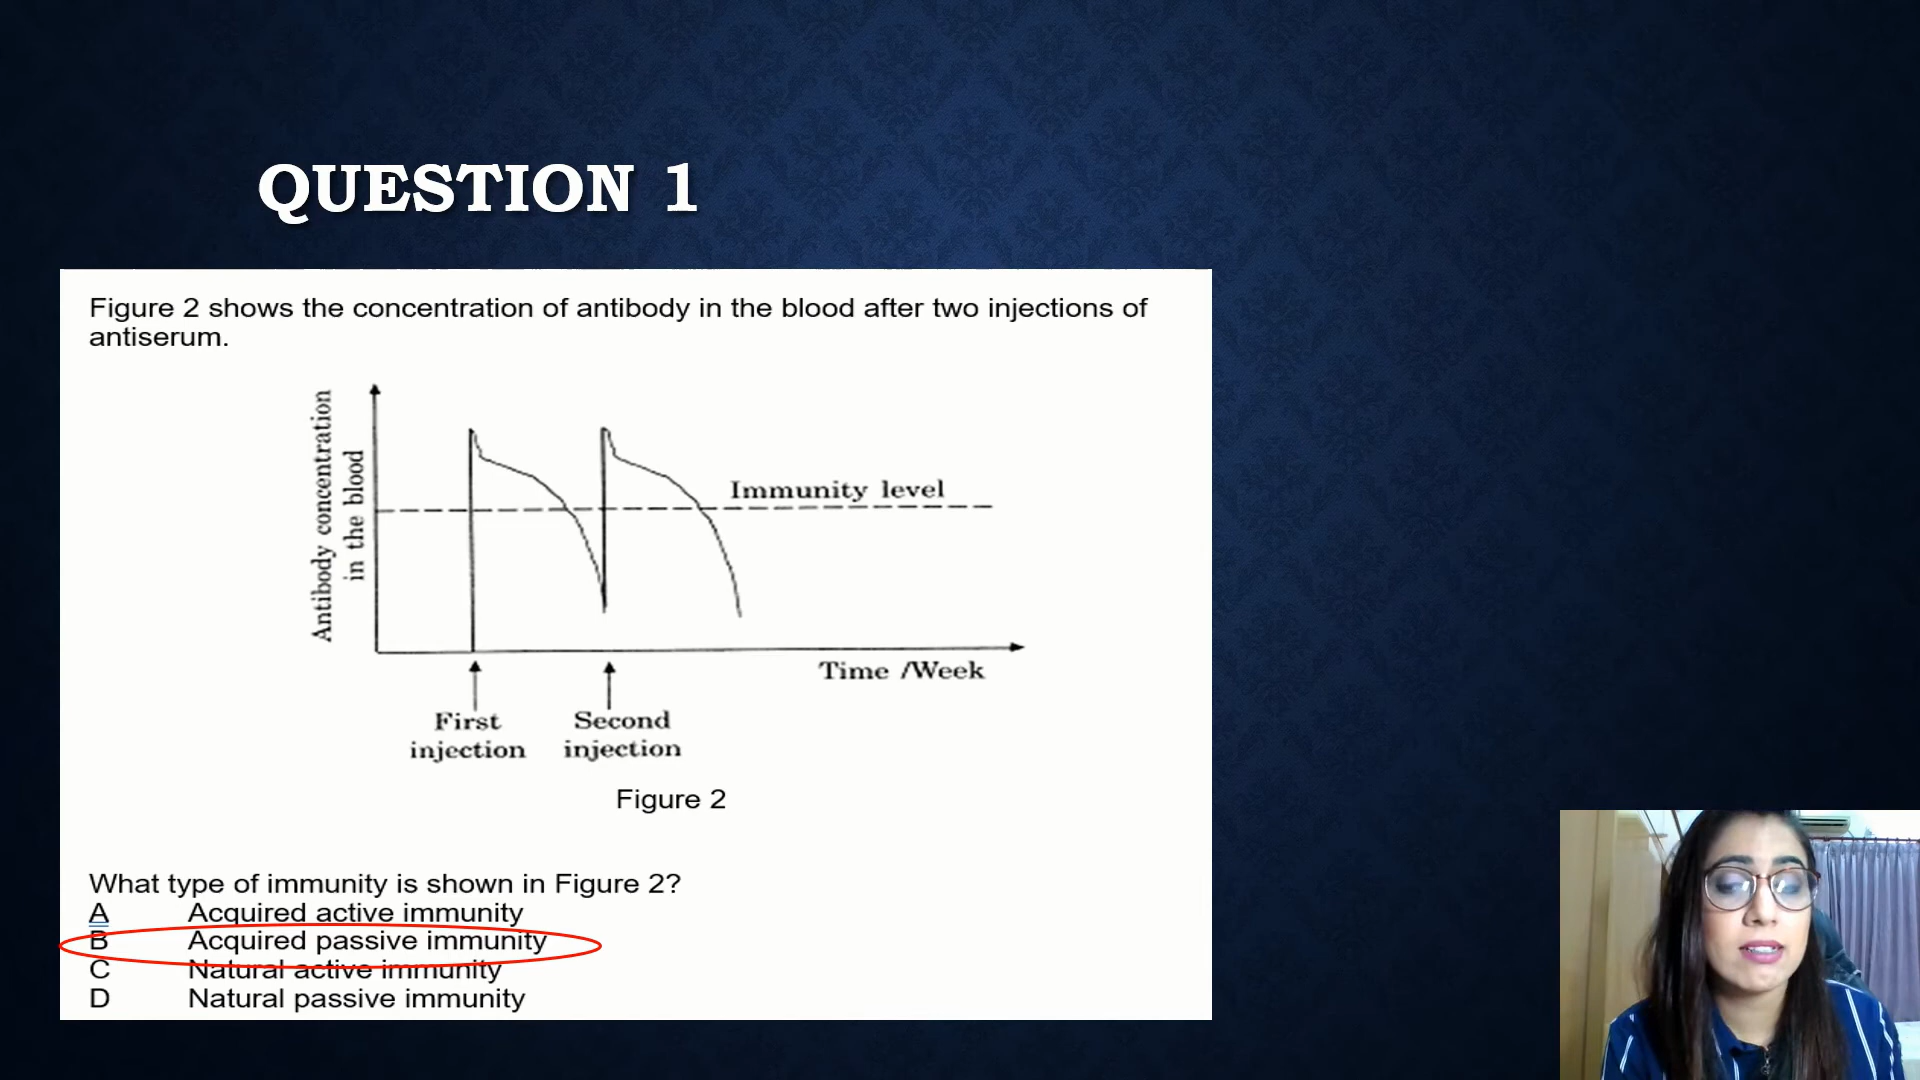 QUESTION 1
Figure 2 shows the concentration of antibody in the blood after two injections of
antiserum.
Antibody concentration
in the blood
Immunity level
Time /Week
First
injection
Second
injection
Figure 2
What type of immunity is shown in Figure 2?
A Acquired active immunity
B Acquired passive immunity
C Natural active immunity
D Natural passive immunity